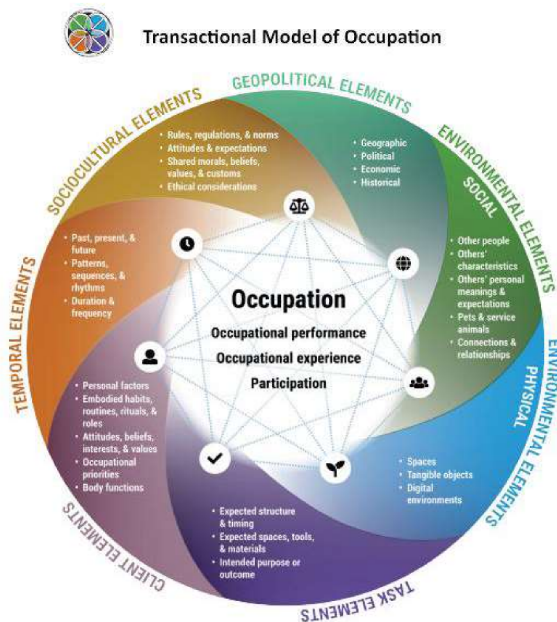 Transactional Model of Occupation
GEOPOLITICAL ELEMENTS
• Geographic
• Political
• Economic
• Historical
ENVIRONMENTAL ELEMENTS
SOCIAL
• Other people
• Others'
characteristics
• Others' personal
meanings &
expectations
• Pets & service
animals
• Connections &
relationships
ENVIRONMENTAL ELEMENTS
PHYSICAL
• Spaces
• Tangible objects
• Digital
environments
TASK ELEMENTS
• Expected structure
& timing
• Expected spaces, tools,
& materials
• Intended purpose or
outcome
CLIENT ELEMENTS
• Personal factors
• Embodied habits,
routines, rituals, &
roles
• Attitudes, beliefs,
interests, & values
• Occupational
priorities
• Body functions
TEMPORAL ELEMENTS
• Past, present, &
future
• Patterns,
sequences, &
rhythms
• Duration &
frequency
SOCIOCULTURAL ELEMENTS
• Rules, regulations, & norms
• Attitudes & expectations
• Shared morals, beliefs,
values, & customs
• Ethical considerations
Occupation
Occupational performance
Occupational experience
Participation